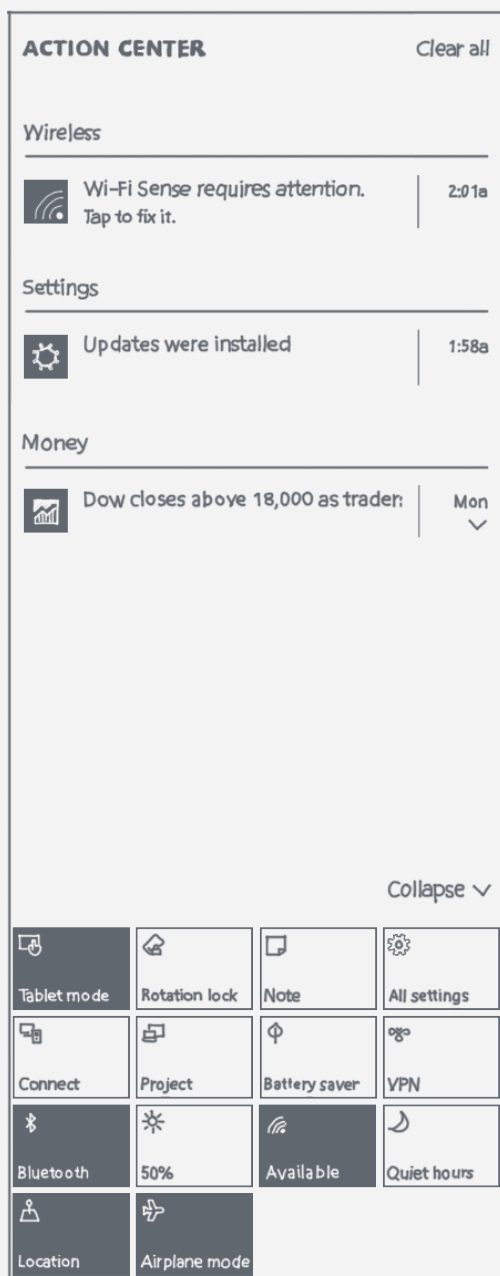 ACTION CENTER Clear all
Wireless
Wi-Fi Sense requires attention. 2:01a
Tap to fix it.
Settings
Updates were installed 1:58a
Money
Dow closes above 18,000 as trader: Mon
Collapse
Tablet mode Rotation lock Note All settings
Connect Project Battery saver VPN
Bluetooth 50% Available Quiet hours
Location Airplane mode